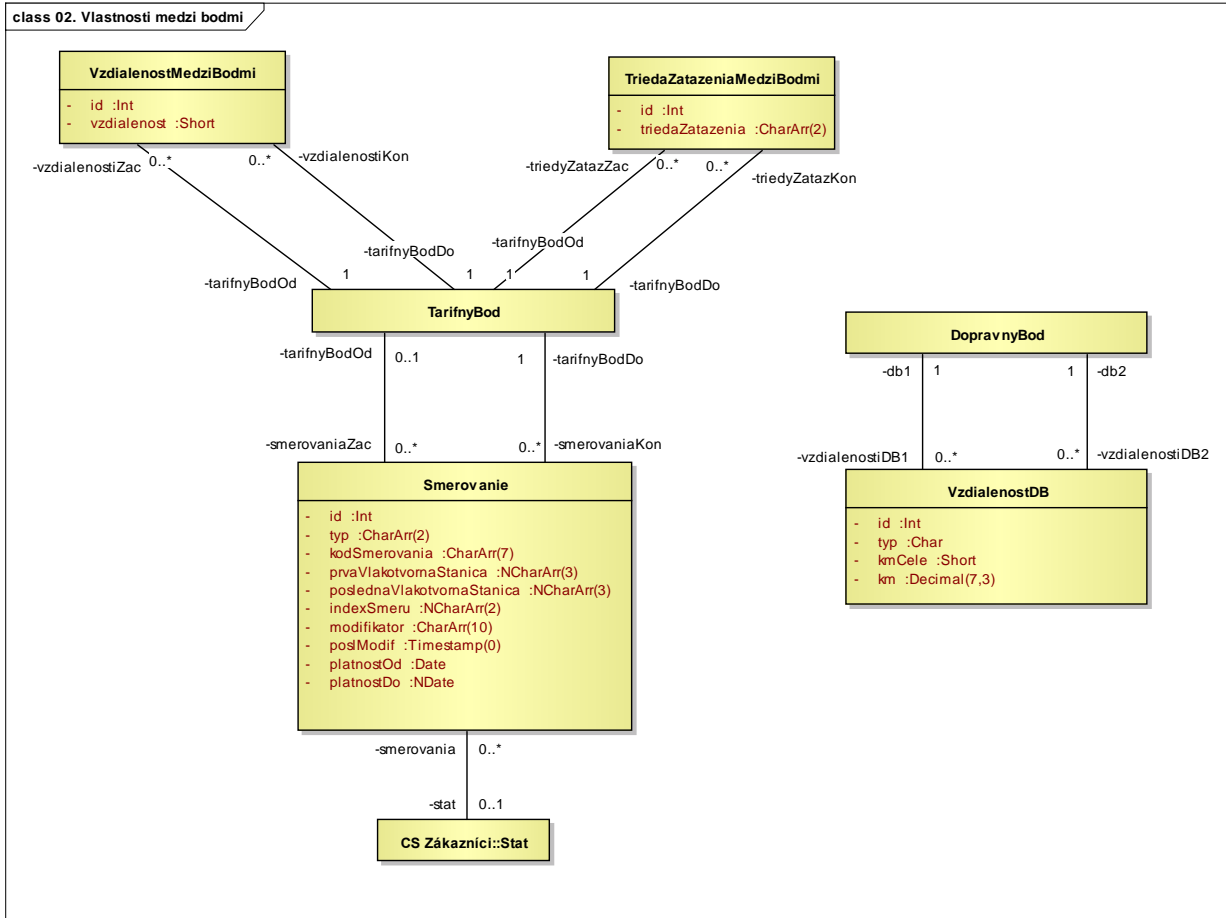 class 02. Vlastnosti medzi bodmi
VzdialenostMedziBodmi
- id :Int
- vzdialenost :Short
TriedaZatazeniaMedziBodmi
- id :Int
- triedaZatazenia :CharArr(2)
-vzdialenostiZac
0..*
0..*
-vzdialenostiKon
-triedyZatazZac
0..*
0..*
-triedyZatazKon
-tarifnyBodOd
1
-tarifnyBodDo
1
-tarifnyBodOd
1
1
-tarifnyBodDo
TarifnyBod
-tarifnyBodOd
0..1
1
-tarifnyBodDo
-smerovaniaZac
0..*
0..*
-smerovaniaKon
Smerovanie
- id :Int
- typ :CharArr(2)
- kodSmerovania :CharArr(7)
- prvaVlakotvornaStanica :NCharArr(3)
- poslednaVlakotvornaStanica :NCharArr(3)
- indexSmeru :NCharArr(2)
- modifikator :CharArr(10)
- poslModif :Timestamp(0)
- platnostOd :Date
- platnostDo :NDate
-smerovania
0..*
-stat
0..1
CS Zákazníci::Stat
DopravnyBod
-db1
1
1
-db2
-vzdialenostiDB1
0..*
0..*
-vzdialenostiDB2
VzdialenostDB
- id :Int
- typ :Char
- kmCele :Short
- km :Decimal(7,3)